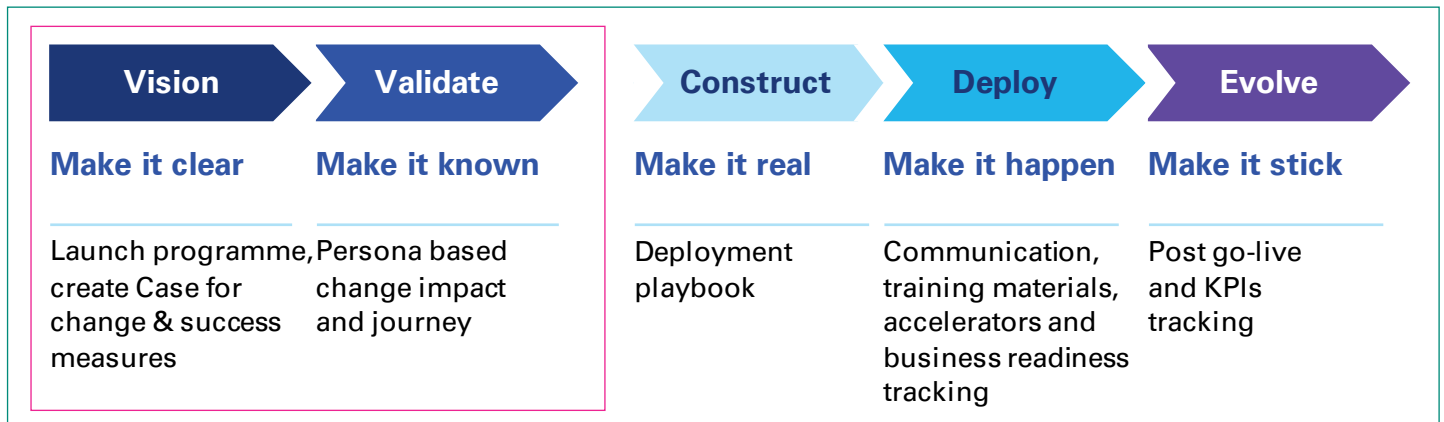 Vision
Validate
Construct
Deploy
Evolve
Make it clear
Make it known
Make it real
Make it happen
Make it stick
Launch programme,
create Case for
change & success
measures
Persona based
change impact
and journey
Deployment
playbook
Communication,
training materials,
accelerators and
business readiness
tracking
Post go-live
and KPIs
tracking